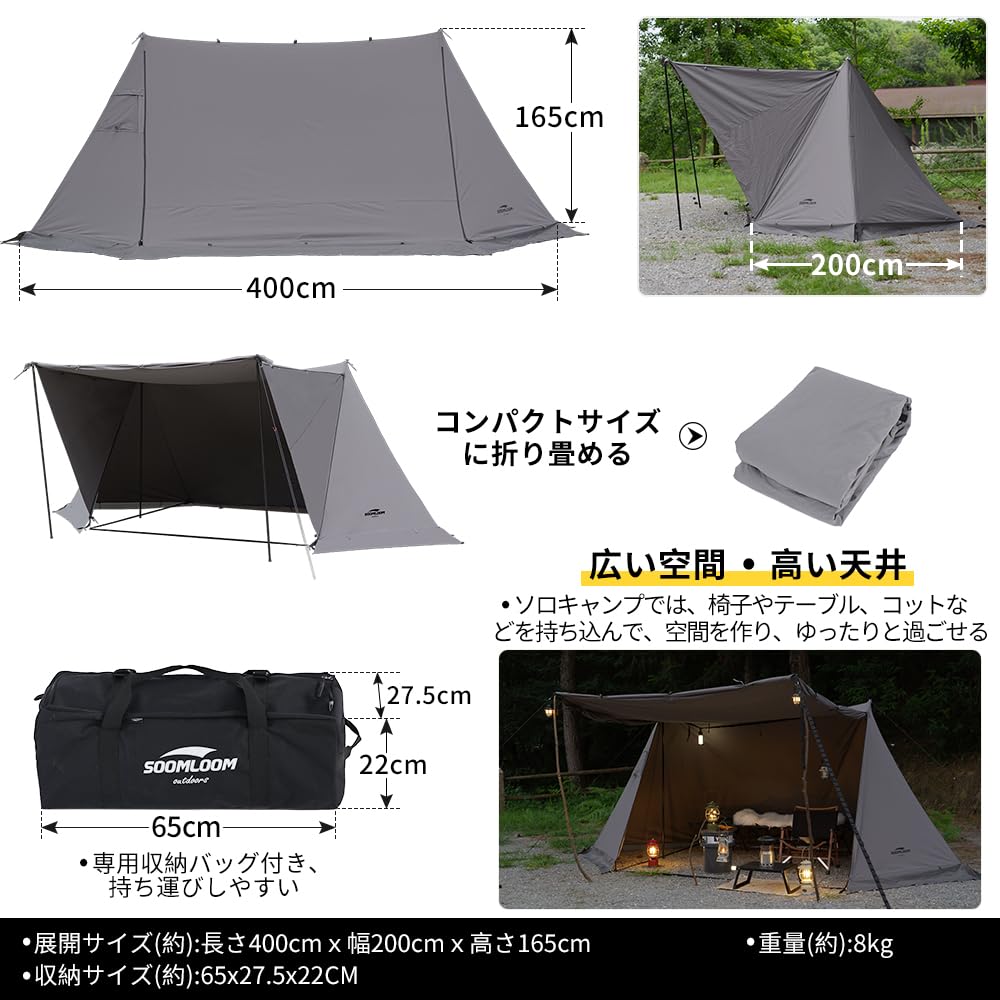 165cm
400cm
SOOMLOOM
200cm
コンパクトサイズ
に折り畳める
SOOMLOOM
広い空間 • 高い天井
• ソロキャンプでは、椅子やテーブル、コットな
どを持ち込んで、空間を作り、ゆったりと過ごせる
27.5cm
22cm
SOOMLOOM
outdoors
65cm
• 専用収納バッグ付き、
持ち運びしやすい
SOOMLOOM
•展開サイズ(約):長さ400cm x 幅200cm x 高さ165cm
•重量(約):8kg
•収納サイズ(約):65x27.5x22CM